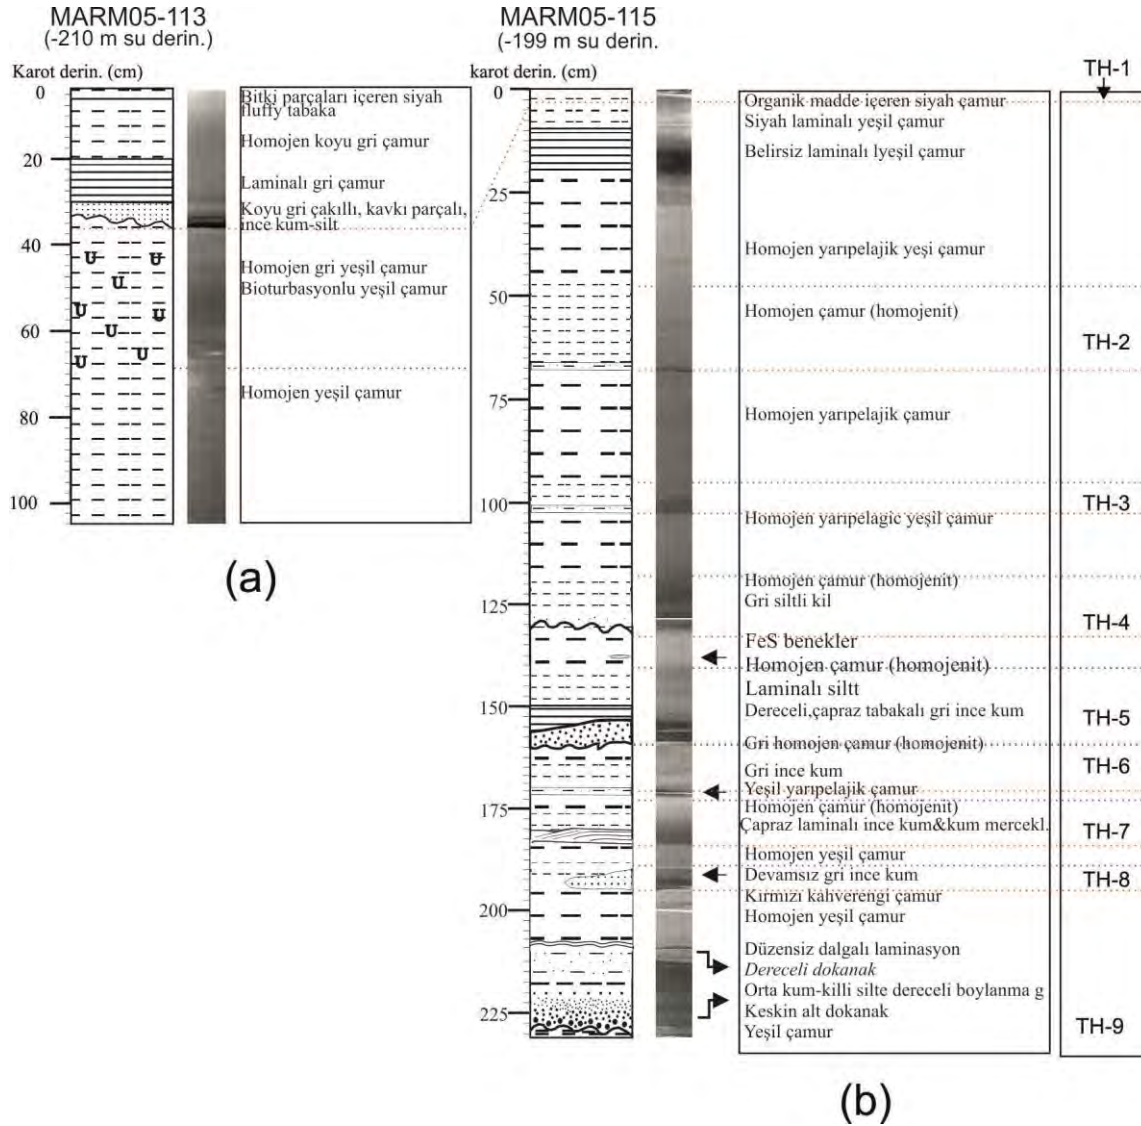 MARM05-113
(-210 m su derin.)
Karot derin. (cm)
0
20
40
60
80
100
U U
U
U U
U
U
U
Bitki parçaları içeren siyah
fluffy tabaka
Homojen koyu gri çamur
Laminalı gri çamur
Koyu gri çakıllı, kavkı parçalı,
ince kum-silt
Homojen gri yeşil çamur
Bioturbasyonlu yeşil çamur
Homojen yeşil çamur
(a)
MARM05-115
(-199 m su derin.
karot derin. (cm)
0
25
50
75
100
125
150
175
200
225
Organik madde içeren siyah çamur
Siyah laminalı yeşil çamur
Belirsiz laminalı lyeşil çamur
Homojen yarıpelajik yeşi çamur
Homojen çamur (homojenit)
Homojen yarıpelajik çamur
Homojen yarıpelagic yeşil çamur
Homojen çamur (homojenit)
Gri siltli kil
FeS benekler
Homojen çamur (homojenit)
Laminalı siltt
Dereceli,çapraz tabakalı gri ince kum
Gri homojen çamur (homojenit)
Gri ince kum
Yeşil yarıpelajik çamur
Homojen çamur (homojenit)
Çapraz laminalı ince kum&kum mercekl.
Homojen yeşil çamur
Devamsız gri ince kum
Kırmızı kahverengi çamur
Homojen yeşil çamur
Düzensiz dalgalı laminasyon
Dereceli dokanak
Orta kum-killi silte dereceli boylanma g
Keskin alt dokanak
Yeşil çamur
TH-1
TH-2
TH-3
TH-4
TH-5
TH-6
TH-7
TH-8
TH-9
(b)